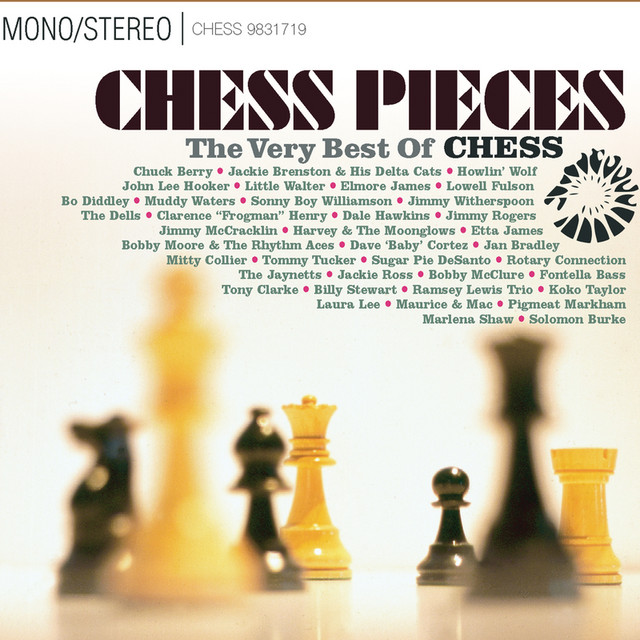 MONO/STEREO | CHESS 9831719
CHESS PIECES
The Very Best Of CHESS
Chuck Berry • Jackie Brenston & His Delta Cats • Howlin' Wolf
John Lee Hooker • Little Walter • Elmore James • Lowell Fulson
Bo Diddley • Muddy Waters • Sonny Boy Williamson • Jimmy Witherspoon
The Dells • Clarence "Frogman" Henry • Dale Hawkins • Jimmy Rogers
Jimmy McCracklin • Harvey & The Moonglows • Etta James
Bobby Moore & The Rhythm Aces • Dave 'Baby' Cortez • Jan Bradley
Mitty Collier • Tommy Tucker • Sugar Pie DeSanto • Rotary Connection
The Jaynetts • Jackie Ross • Bobby McClure • Fontella Bass
Tony Clarke • Billy Stewart • Ramsey Lewis Trio • Koko Taylor
Laura Lee • Maurice & Mac • Pigmeat Markham
Marlena Shaw • Solomon Burke